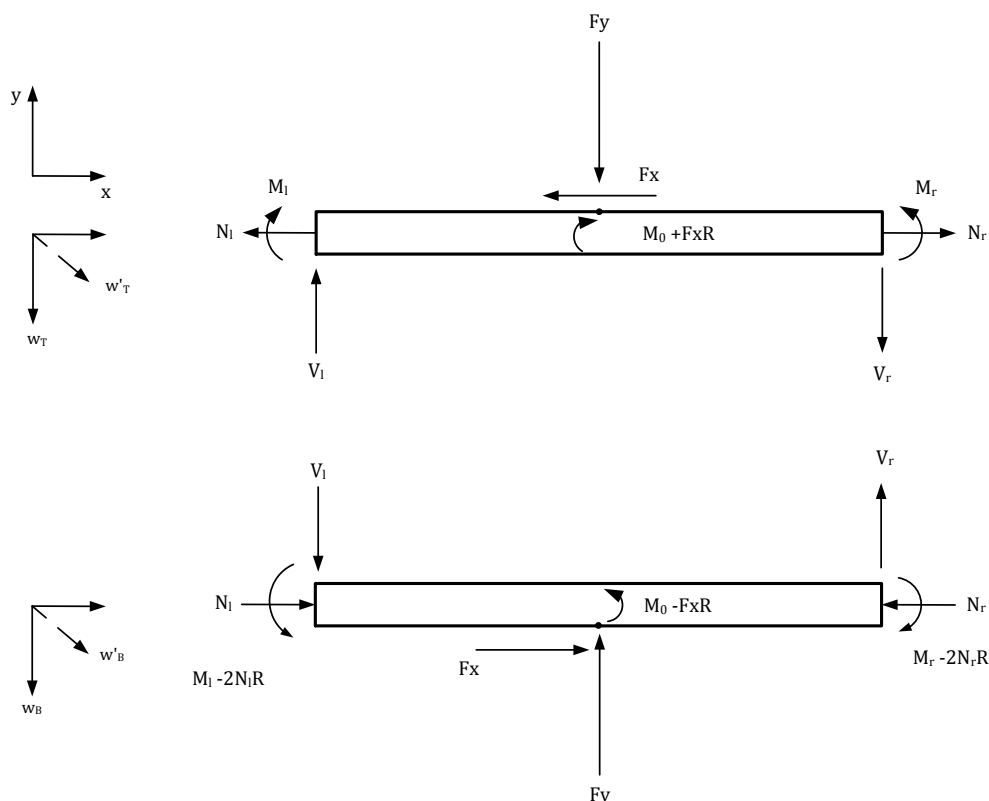 Fy
y
x
Fx
Mₗ
Mᵣ
Nₗ
M₀ +FxR
Nᵣ
w'T
wT
Vₗ
Vᵣ
Vₗ
Vᵣ
Nₗ
M₀ -FxR
Nᵣ
w'B
Fx
Mₗ -2NₗR
Mᵣ -2NᵣR
wB
Fy